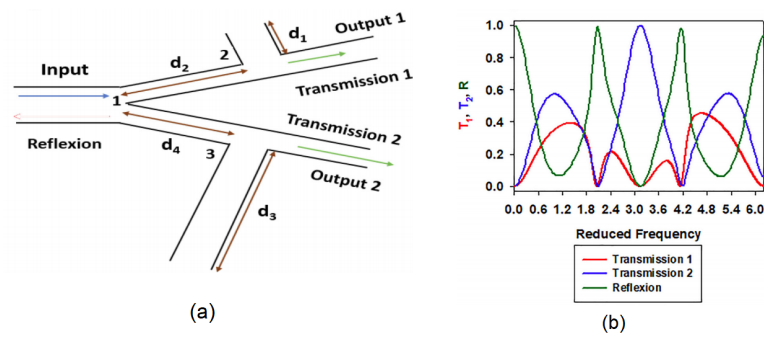 Input
Reflexion
1
d2
2
d1
Output 1
Transmission 1
Transmission 2
d4
3
Output 2
d3
(a)
T1, T2, R
1.0
0.8
0.6
0.4
0.2
0.0
0.0 0.6 1.2 1.8 2.4 3.0 3.6 4.2 4.8 5.4 6.0
Reduced Frequency
Transmission 1
Transmission 2
Reflexion
(b)